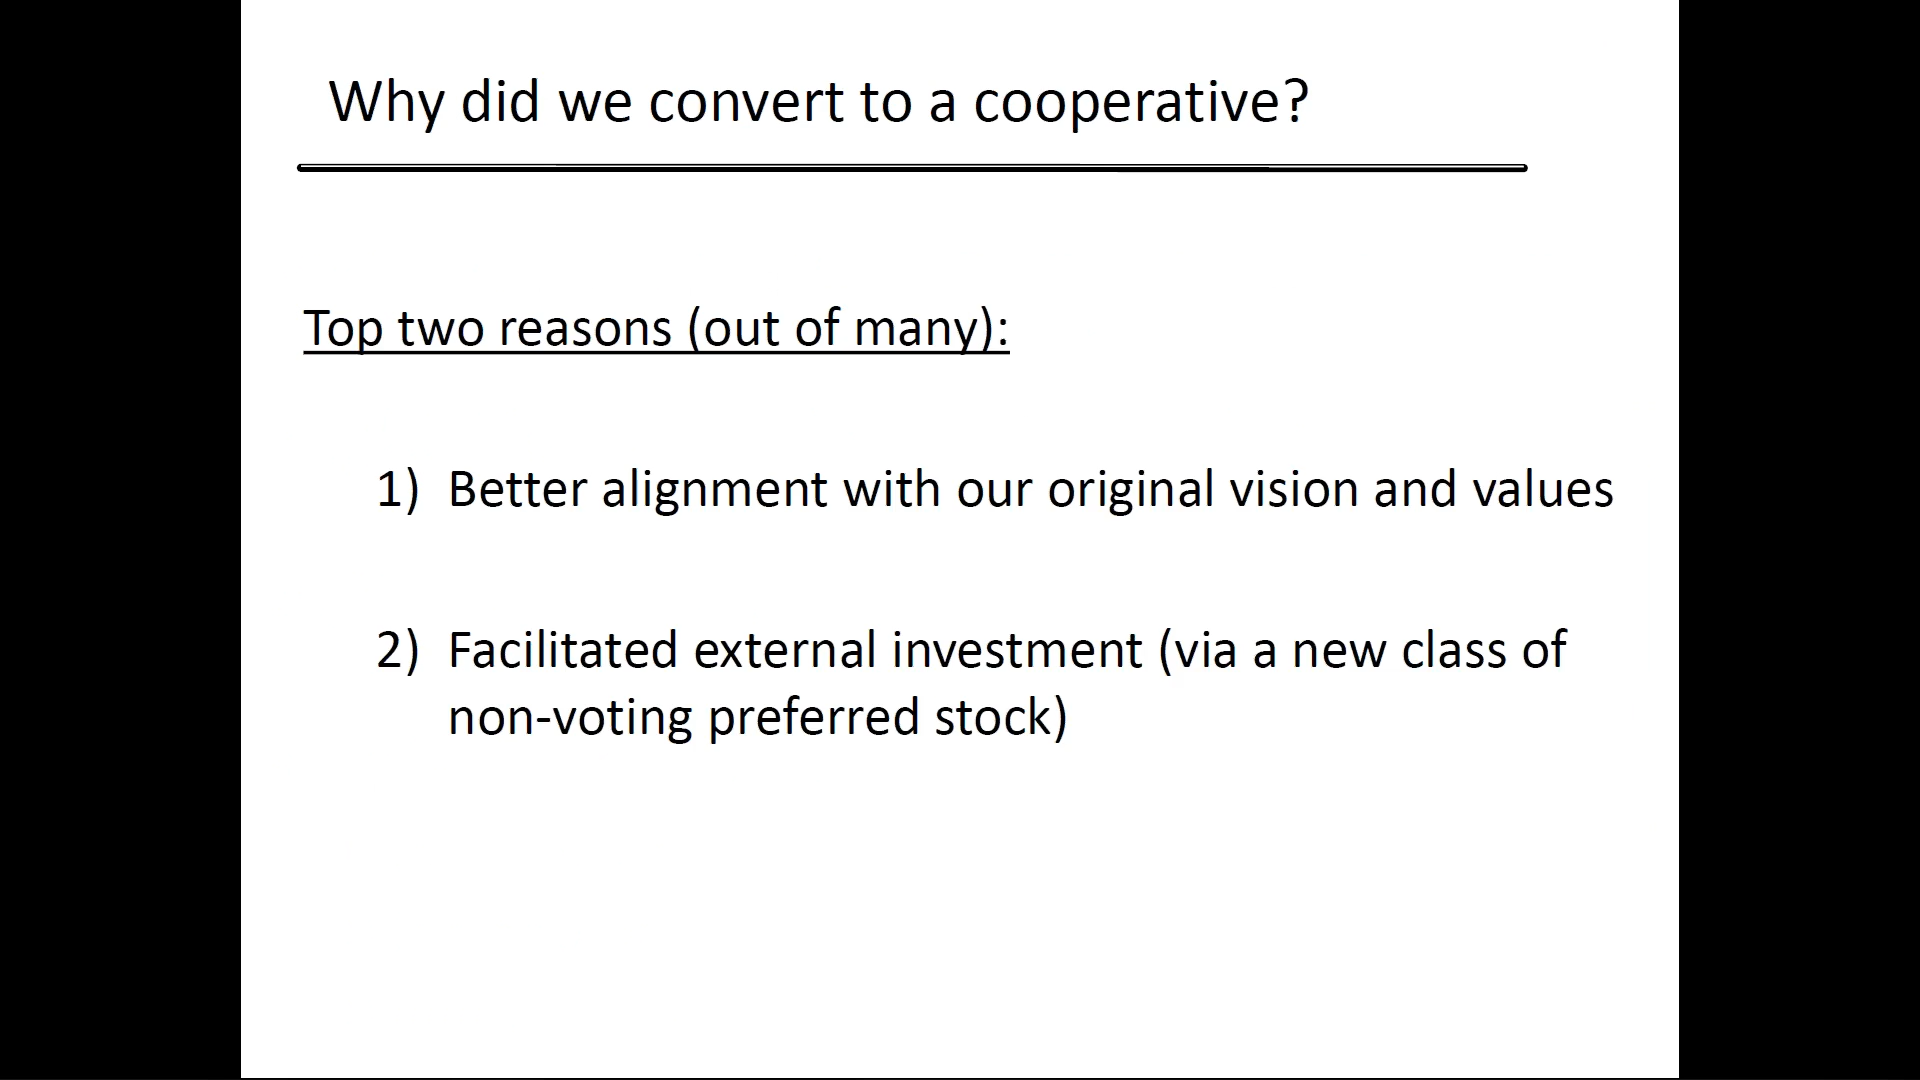 Why did we convert to a cooperative?
Top two reasons (out of many):
1) Better alignment with our original vision and values
2) Facilitated external investment (via a new class of
non-voting preferred stock)